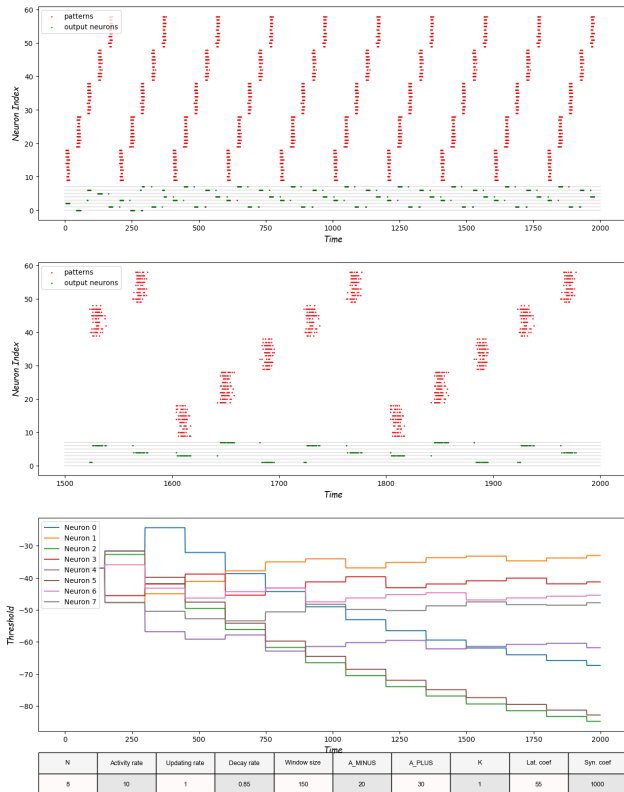 60
50
40
30
20
10
0
Neuron Index
patterns
output neurons
0 250 500 750 1000 1250 1500 1750 2000
Time
60
50
40
30
20
10
0
Neuron Index
patterns
output neurons
1500 1600 1700 1800 1900 2000
Time
−30
−40
−50
−60
−70
−80
Threshold
Neuron 0
Neuron 1
Neuron 2
Neuron 3
Neuron 4
Neuron 5
Neuron 6
Neuron 7
0 250 500 750 1000 1250 1500 1750 2000
Time
N Activity rate Updating rate Decay rate Window size A_MINUS A_PLUS K Lat. coef Syn. coef
8 10 1 0.85 150 20 30 1 55 1000